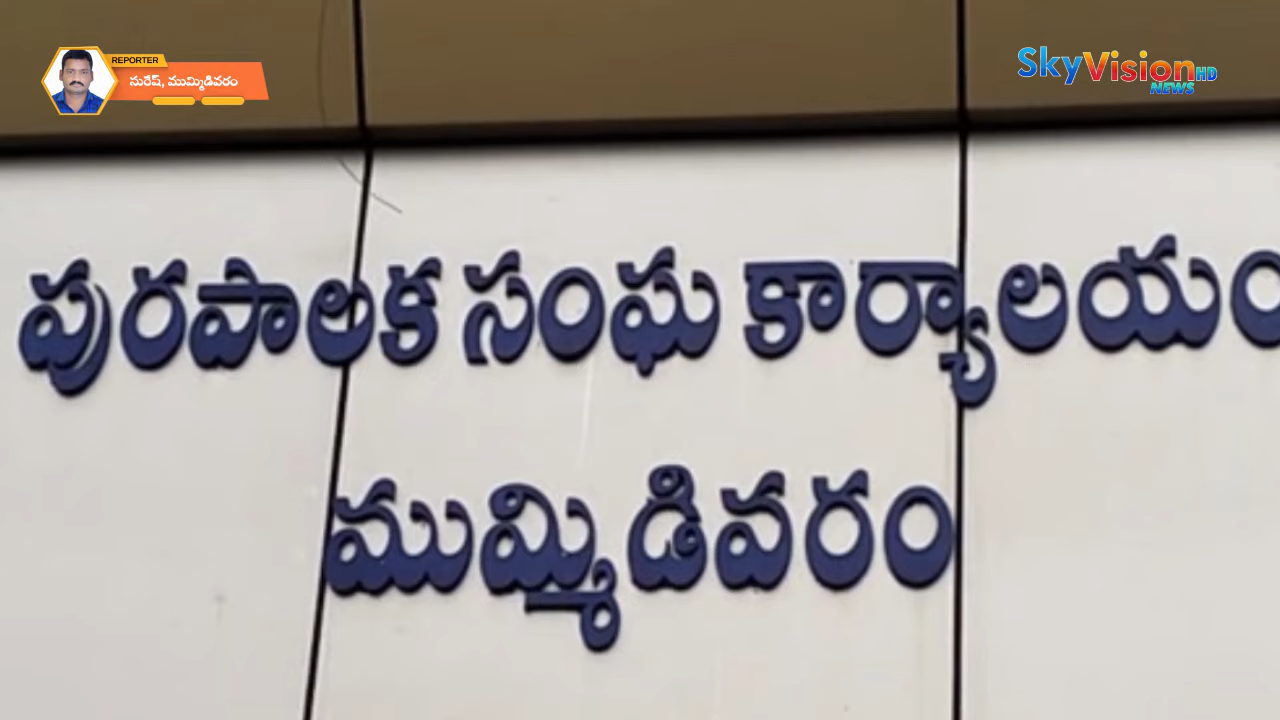 REPORTER
సురేష్, ముమ్మిడివరం
SkyVision HD
NEWS
పురపాలక సంఘ కార్యాలయం
ముమ్మిడివరం